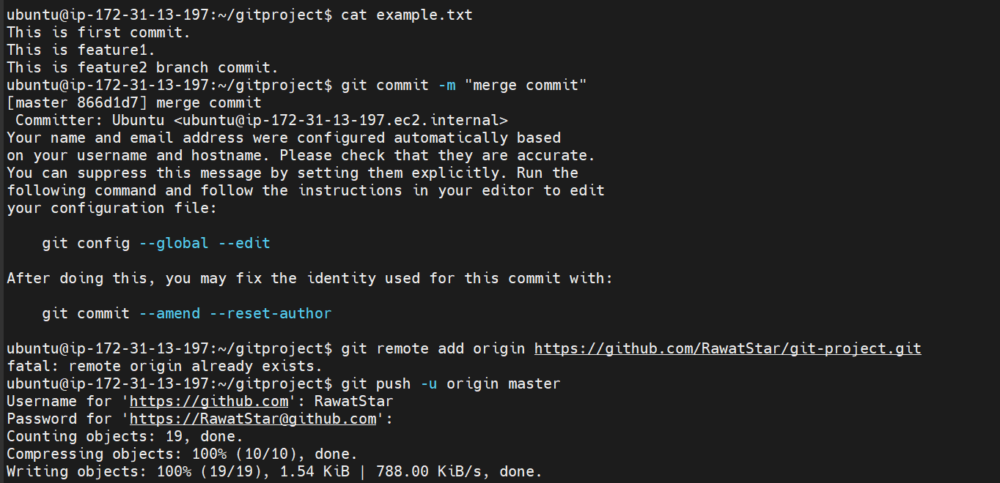 ubuntu@ip-172-31-13-197:~/gitproject$ cat example.txt
This is first commit.
This is feature1.
This is feature2 branch commit.
ubuntu@ip-172-31-13-197:~/gitproject$ git commit -m "merge commit"
[master 866d1d7] merge commit
 Committer: Ubuntu <ubuntu@ip-172-31-13-197.ec2.internal>
Your name and email address were configured automatically based
on your username and hostname. Please check that they are accurate.
You can suppress this message by setting them explicitly. Run the
following command and follow the instructions in your editor to edit
your configuration file:

    git config --global --edit

After doing this, you may fix the identity used for this commit with:

    git commit --amend --reset-author

ubuntu@ip-172-31-13-197:~/gitproject$ git remote add origin https://github.com/RawatStar/git-project.git
fatal: remote origin already exists.
ubuntu@ip-172-31-13-197:~/gitproject$ git push -u origin master
Username for 'https://github.com': RawatStar
Password for 'https://RawatStar@github.com':
Counting objects: 19, done.
Compressing objects: 100% (10/10), done.
Writing objects: 100% (19/19), 1.54 KiB | 788.00 KiB/s, done.